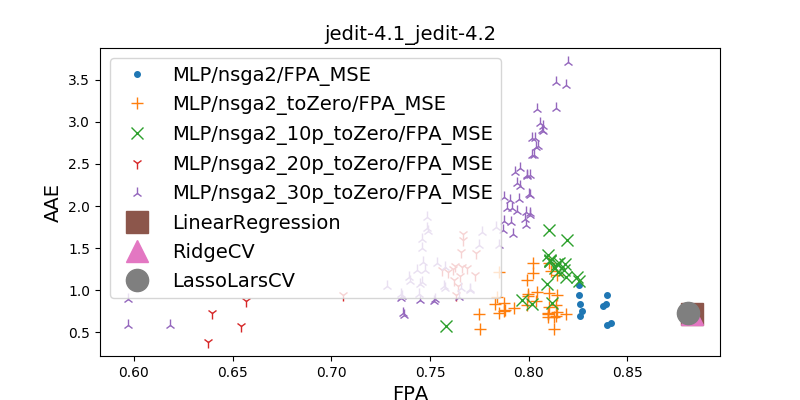 jedit-4.1_jedit-4.2
AAE
3.5
3.0
2.5
2.0
1.5
1.0
0.5
MLP/nsga2/FPA_MSE
MLP/nsga2_toZero/FPA_MSE
MLP/nsga2_10p_toZero/FPA_MSE
MLP/nsga2_20p_toZero/FPA_MSE
MLP/nsga2_30p_toZero/FPA_MSE
LinearRegression
RidgeCV
LassoLarsCV
0.60 0.65 0.70 0.75 0.80 0.85
FPA